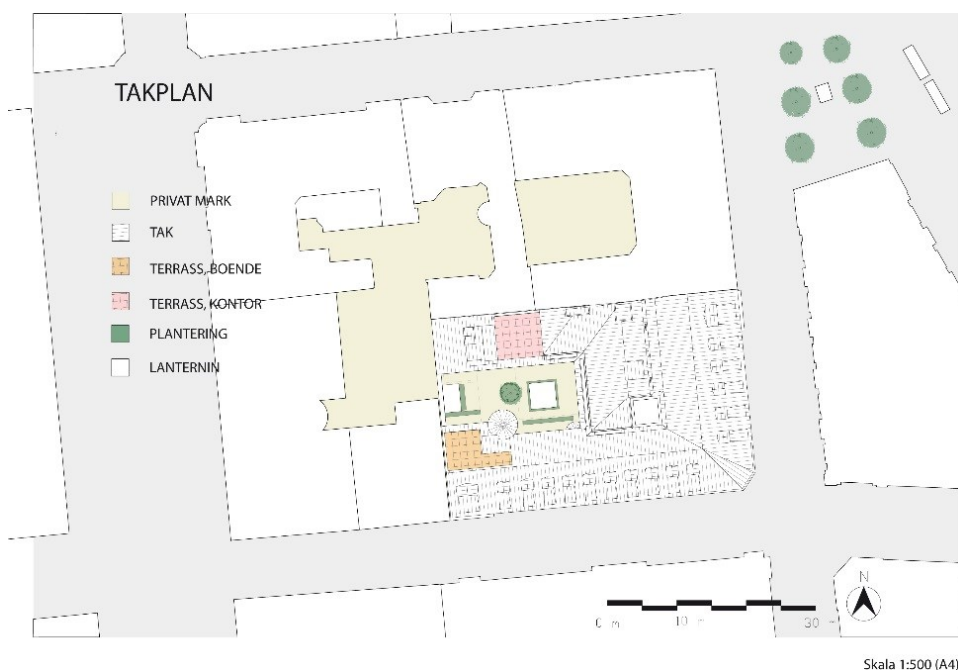 TAKPLAN
PRIVAT MARK
TAK
TERRASS, BOENDE
TERRASS, KONTOR
PLANTERING
LANTERNIN
N
0 m 10 m 30 m
Skala 1:500 (A4)